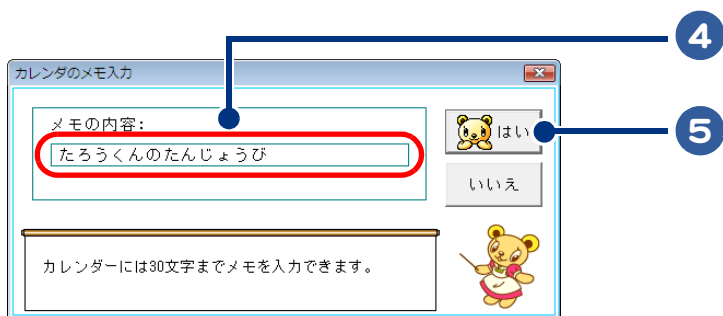 4
カレンダのメモ入力
メモの内容:
はい
5
たろうくんのたんじょうび
いいえ
カレンダーには30文字までメモを入力できます。